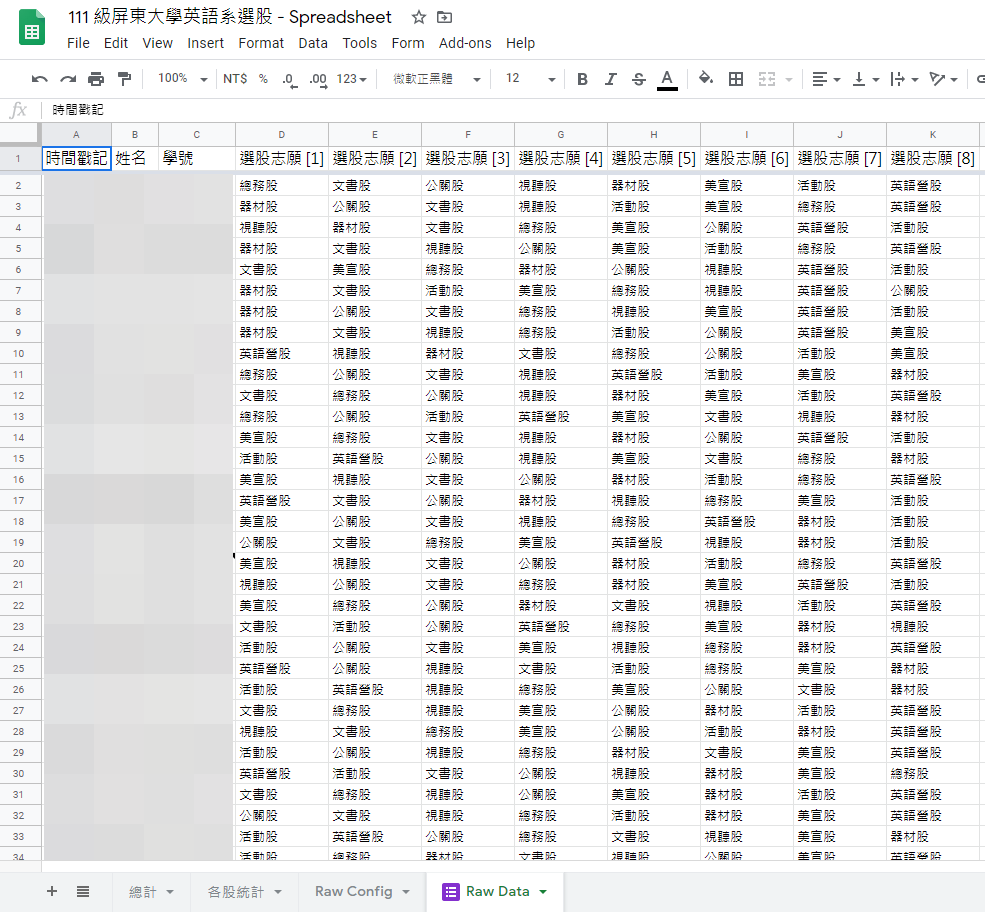 111 級屏東大學英語系選股 - Spreadsheet
File Edit View Insert Format Data Tools Form Add-ons Help
100% NT$ % .0 .00 123 微軟正黑體 12 B I S A
fx 時間戳記
A B C D E F G H I J K
1 時間戳記 姓名 學號 選股志願 [1] 選股志願 [2] 選股志願 [3] 選股志願 [4] 選股志願 [5] 選股志願 [6] 選股志願 [7] 選股志願 [8]
2 總務股 文書股 公關股 視聽股 器材股 美宣股 活動股 英語營股
3 器材股 公關股 文書股 視聽股 活動股 美宣股 總務股 英語營股
4 視聽股 器材股 文書股 總務股 美宣股 公關股 英語營股 活動股
5 器材股 文書股 視聽股 公關股 美宣股 活動股 總務股 英語營股
6 文書股 美宣股 總務股 器材股 公關股 視聽股 英語營股 活動股
7 器材股 文書股 活動股 美宣股 總務股 視聽股 英語營股 公關股
8 器材股 公關股 文書股 總務股 視聽股 美宣股 英語營股 活動股
9 器材股 文書股 視聽股 總務股 活動股 公關股 英語營股 美宣股
10 英語營股 視聽股 器材股 文書股 總務股 公關股 活動股 美宣股
11 總務股 公關股 文書股 視聽股 英語營股 活動股 美宣股 器材股
12 文書股 總務股 公關股 視聽股 器材股 美宣股 活動股 英語營股
13 總務股 公關股 活動股 英語營股 美宣股 文書股 視聽股 器材股
14 美宣股 總務股 文書股 視聽股 器材股 公關股 英語營股 活動股
15 活動股 英語營股 公關股 視聽股 美宣股 文書股 總務股 器材股
16 美宣股 視聽股 文書股 公關股 器材股 活動股 總務股 英語營股
17 英語營股 文書股 公關股 器材股 視聽股 總務股 美宣股 活動股
18 美宣股 公關股 文書股 視聽股 總務股 英語營股 器材股 活動股
19 公關股 文書股 總務股 美宣股 英語營股 視聽股 器材股 活動股
20 美宣股 視聽股 文書股 公關股 器材股 活動股 總務股 英語營股
21 視聽股 公關股 文書股 總務股 器材股 美宣股 英語營股 活動股
22 美宣股 總務股 公關股 器材股 文書股 視聽股 活動股 英語營股
23 文書股 活動股 公關股 英語營股 總務股 美宣股 器材股 視聽股
24 活動股 公關股 文書股 美宣股 視聽股 總務股 器材股 英語營股
25 英語營股 公關股 視聽股 文書股 活動股 總務股 美宣股 器材股
26 活動股 英語營股 視聽股 總務股 美宣股 公關股 文書股 器材股
27 文書股 總務股 視聽股 美宣股 公關股 器材股 活動股 英語營股
28 視聽股 文書股 總務股 美宣股 公關股 活動股 器材股 英語營股
29 活動股 公關股 視聽股 總務股 器材股 文書股 美宣股 英語營股
30 英語營股 活動股 文書股 公關股 視聽股 器材股 美宣股 總務股
31 文書股 總務股 視聽股 公關股 美宣股 器材股 活動股 英語營股
32 公關股 文書股 視聽股 總務股 活動股 器材股 美宣股 英語營股
33 活動股 英語營股 公關股 總務股 文書股 視聽股 美宣股 器材股
34 活動股 總務股 器材股 文書股 視聽股 公關股 美宣股 英語營股
總計 各股統計 Raw Config Raw Data